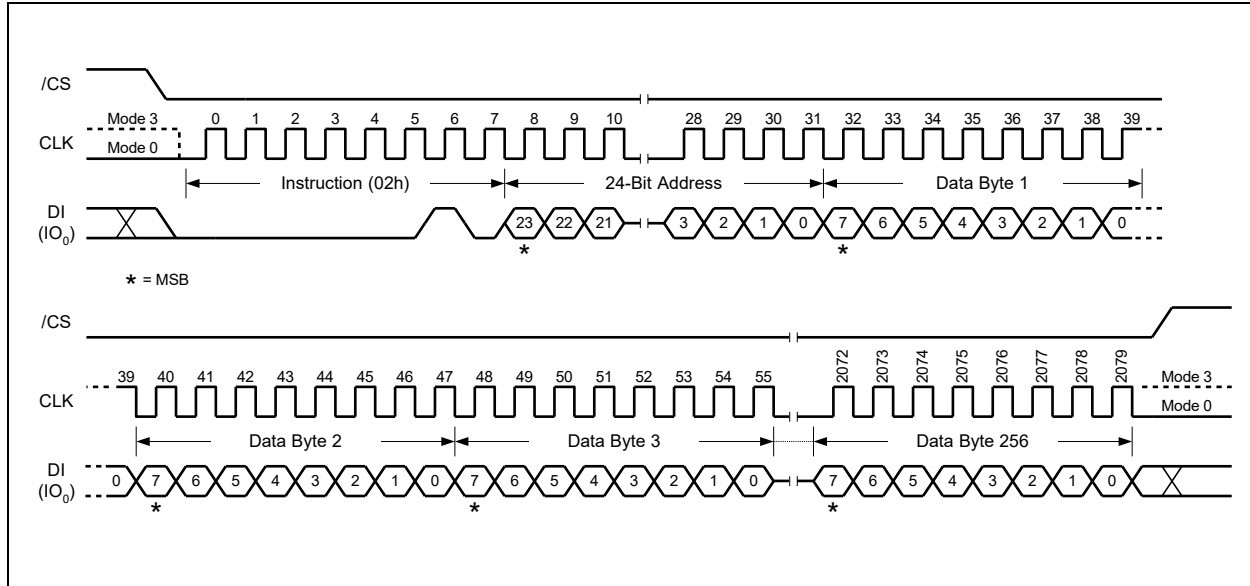 /CS
Mode 3
0 1 2 3 4 5 6 7 8 9 10 28 29 30 31 32 33 34 35 36 37 38 39
CLK
Mode 0
Instruction (02h) 24-Bit Address Data Byte 1
DI
(IO0)
23 22 21 3 2 1 0 7 6 5 4 3 2 1 0
* *
* = MSB
/CS
39 40 41 42 43 44 45 46 47 48 49 50 51 52 53 54 55 2072 2073 2074 2075 2076 2077 2078 2079
Mode 3
CLK
Mode 0
Data Byte 2 Data Byte 3 Data Byte 256
DI
(IO0)
0 7 6 5 4 3 2 1 0 7 6 5 4 3 2 1 0 7 6 5 4 3 2 1 0
* * *